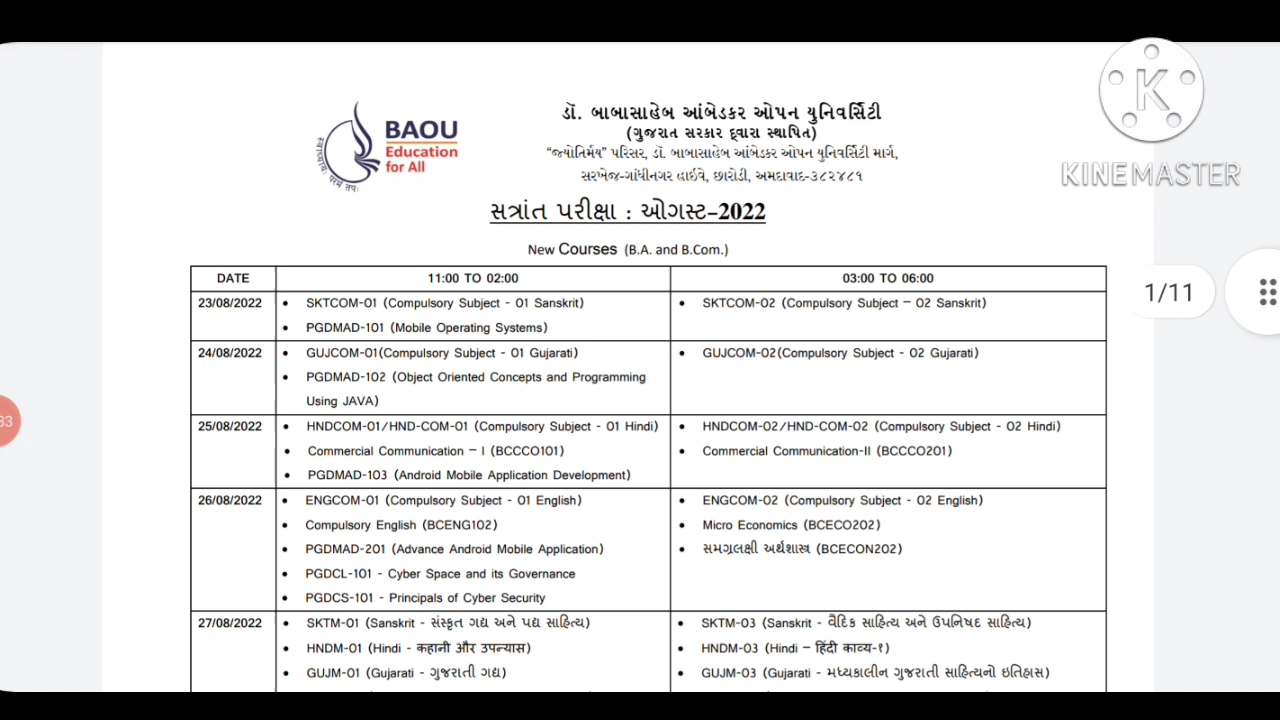 BAOU
Education
for All
स्वाध्यायः परमं तपः
ડૉ. બાબાસાહેબ આંબેડકર ઓપન યુનિવર્સિટી
(ગુજરાત સરકાર દ્વારા સ્થાપિત)
“જ્યોતિર્મય” પરિસર, ડૉ. બાબાસાહેબ આંબેડકર ઓપન યુનિવર્સિટી માર્ગ,
સરખેજ-ગાંધીનગર હાઈવે, છારોડી, અમદાવાદ-૩૮૨૪૮૧
સત્રાંત પરીક્ષા : ઓગસ્ટ-2022
New Courses (B.A. and B.Com.)
KINEMASTER
1/11
33
DATE 11:00 TO 02:00 03:00 TO 06:00
23/08/2022 • SKTCOM-01 (Compulsory Subject - 01 Sanskrit) • SKTCOM-02 (Compulsory Subject – 02 Sanskrit)
• PGDMAD-101 (Mobile Operating Systems)
24/08/2022 • GUJCOM-01(Compulsory Subject - 01 Gujarati) • GUJCOM-02(Compulsory Subject - 02 Gujarati)
• PGDMAD-102 (Object Oriented Concepts and Programming
Using JAVA)
25/08/2022 • HNDCOM-01/HND-COM-01 (Compulsory Subject - 01 Hindi) • HNDCOM-02/HND-COM-02 (Compulsory Subject - 02 Hindi)
• Commercial Communication – I (BCCCO101) • Commercial Communication-II (BCCCO201)
• PGDMAD-103 (Android Mobile Application Development)
26/08/2022 • ENGCOM-01 (Compulsory Subject - 01 English) • ENGCOM-02 (Compulsory Subject - 02 English)
• Compulsory English (BCENG102) • Micro Economics (BCECO202)
• PGDMAD-201 (Advance Android Mobile Application) • સમગ્રલક્ષી અર્થશાસ્ત્ર (BCECON202)
• PGDCL-101 - Cyber Space and its Governance
• PGDCS-101 - Principals of Cyber Security
27/08/2022 • SKTM-01 (Sanskrit - સંસ્કૃત ગદ્ય અને પદ્ય સાહિત્ય) • SKTM-03 (Sanskrit - વૈદિક સાહિત્ય અને ઉપનિષદ સાહિત્ય)
• HNDM-01 (Hindi - कहानी और उपन्यास) • HNDM-03 (Hindi – हिंदी काव्य-१)
• GUJM-01 (Gujarati - ગુજરાતી ગદ્ય) • GUJM-03 (Gujarati - મધ્યકાલીન ગુજરાતી સાહિત્યનો ઇતિહાસ)